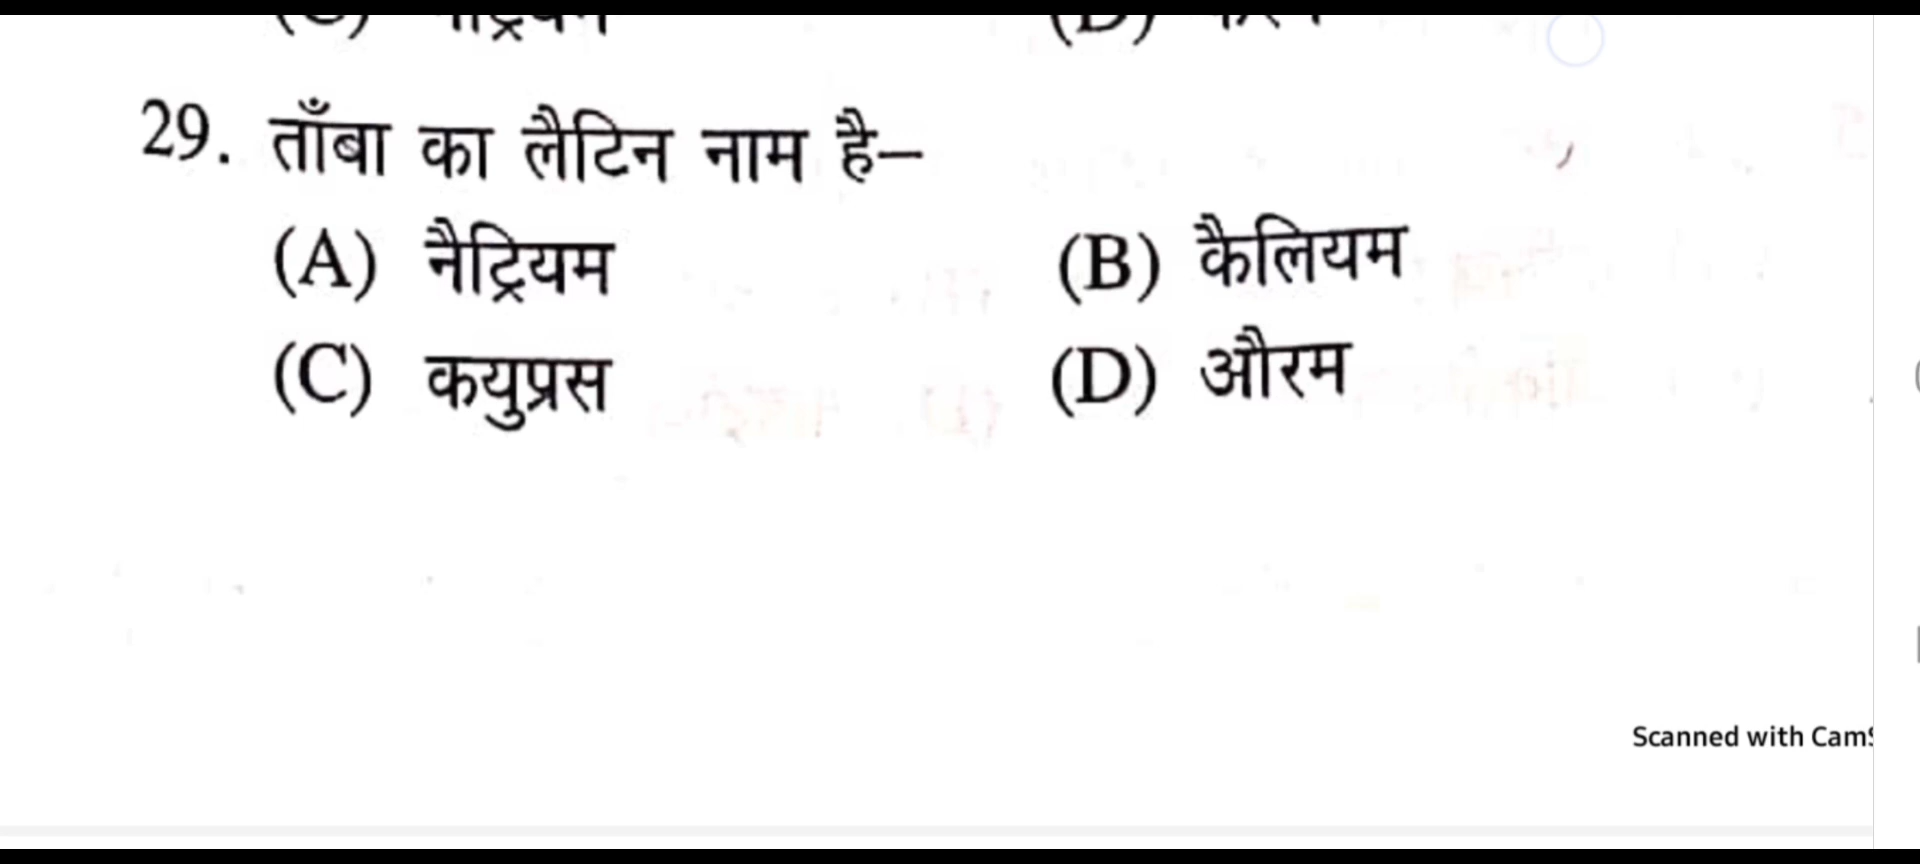 29. ताँबा का लैटिन नाम है–
(A) नैट्रियम (B) कैलियम
(C) कयुप्रस (D) औरम
Scanned with Cam